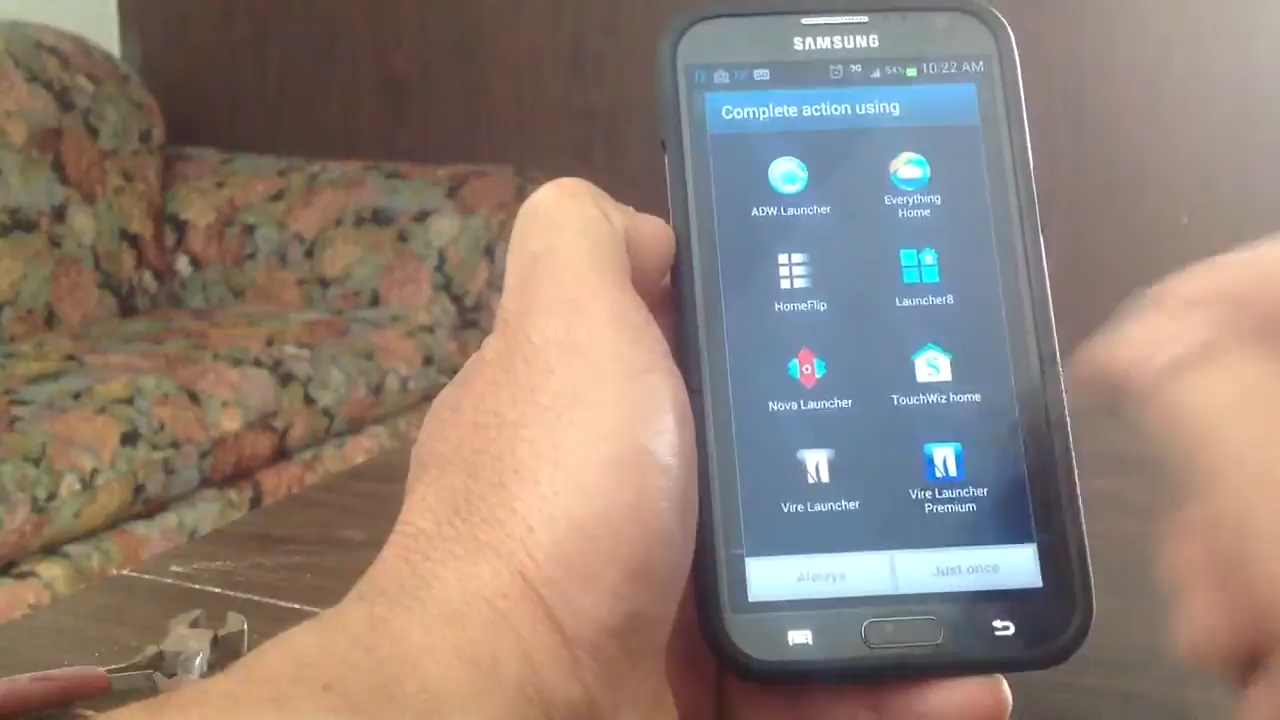 SAMSUNG
54% 10:22 AM
Complete action using
ADW.Launcher
Everything
Home
HomeFlip
Launcher8
Nova Launcher
TouchWiz home
Vire Launcher
Vire Launcher
Premium
Always
Just once